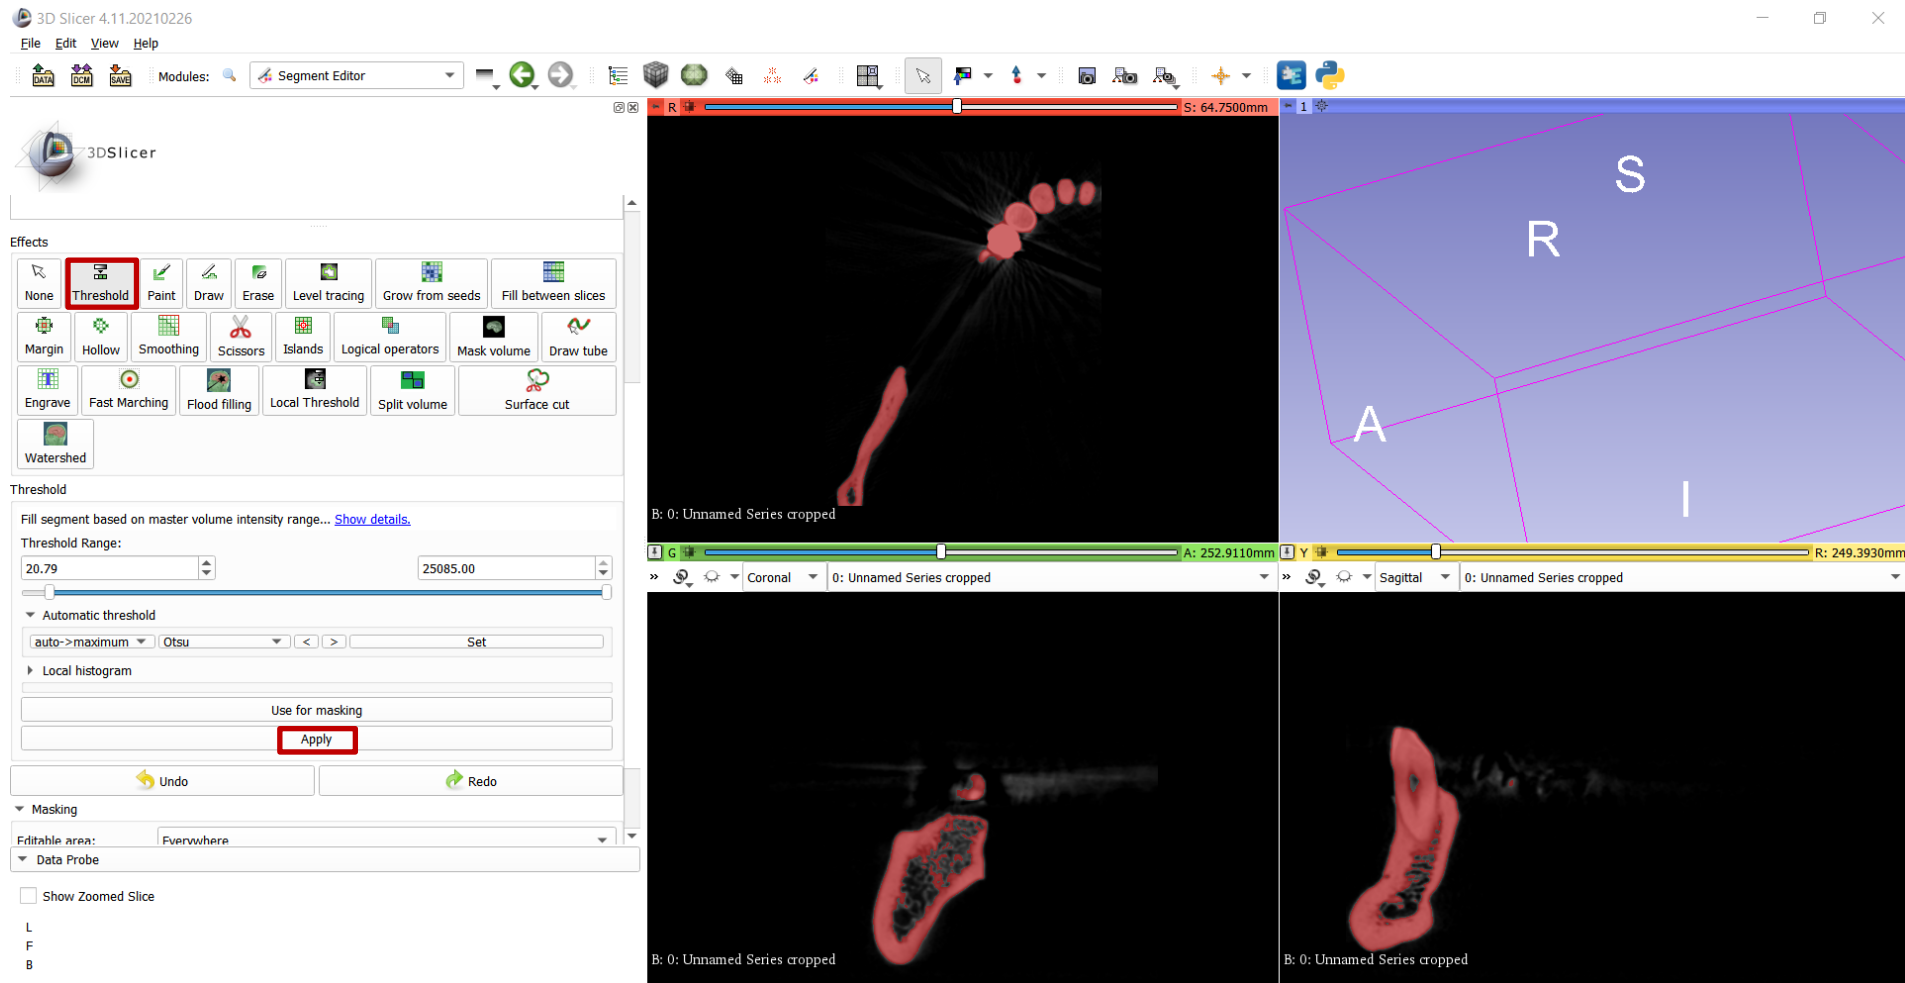 3D Slicer 4.11.20210226
File Edit View Help
DATA DCM SAVE Modules: Segment Editor
3DSlicer
Effects
None Threshold Paint Draw Erase Level tracing Grow from seeds Fill between slices
Margin Hollow Smoothing Scissors Islands Logical operators Mask volume Draw tube
Engrave Fast Marching Flood filling Local Threshold Split volume Surface cut
Watershed
Threshold
Fill segment based on master volume intensity range... Show details.
Threshold Range:
20.79 25085.00
Automatic threshold
auto->maximum Otsu < > Set
Local histogram
Use for masking
Apply
Undo Redo
Masking
Editable area: Everywhere
Data Probe
Show Zoomed Slice
L
F
B
R S: 64.7500mm
B: 0: Unnamed Series cropped
1
S
R
A
I
G A: 252.9110mm
» Coronal 0: Unnamed Series cropped
B: 0: Unnamed Series cropped
Y R: 249.3930mm
» Sagittal 0: Unnamed Series cropped
B: 0: Unnamed Series cropped